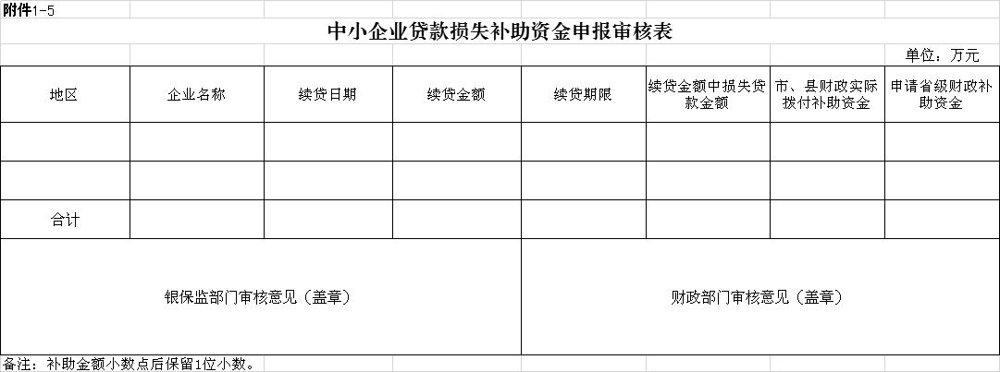 附件1-5
中小企业贷款损失补助资金申报审核表
单位：万元
地区 企业名称 续贷日期 续贷金额 续贷期限 续贷金额中损失贷款金额 市、县财政实际拨付补助资金 申请省级财政补助资金
合计
银保监部门审核意见（盖章） 财政部门审核意见（盖章）
备注：补助金额小数点后保留1位小数。